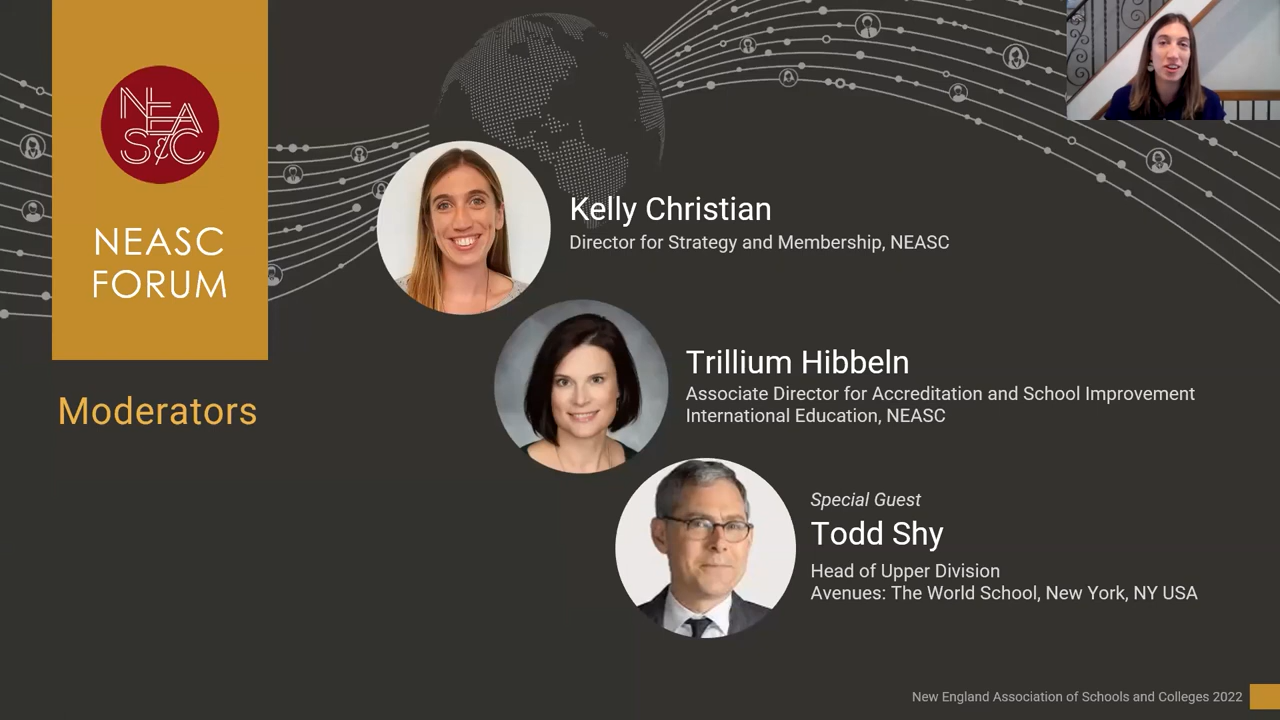 NEA
S&C
NEASC
FORUM
Moderators
Kelly Christian
Director for Strategy and Membership, NEASC
Trillium Hibbeln
Associate Director for Accreditation and School Improvement
International Education, NEASC
Special Guest
Todd Shy
Head of Upper Division
Avenues: The World School, New York, NY USA
New England Association of Schools and Colleges 2022